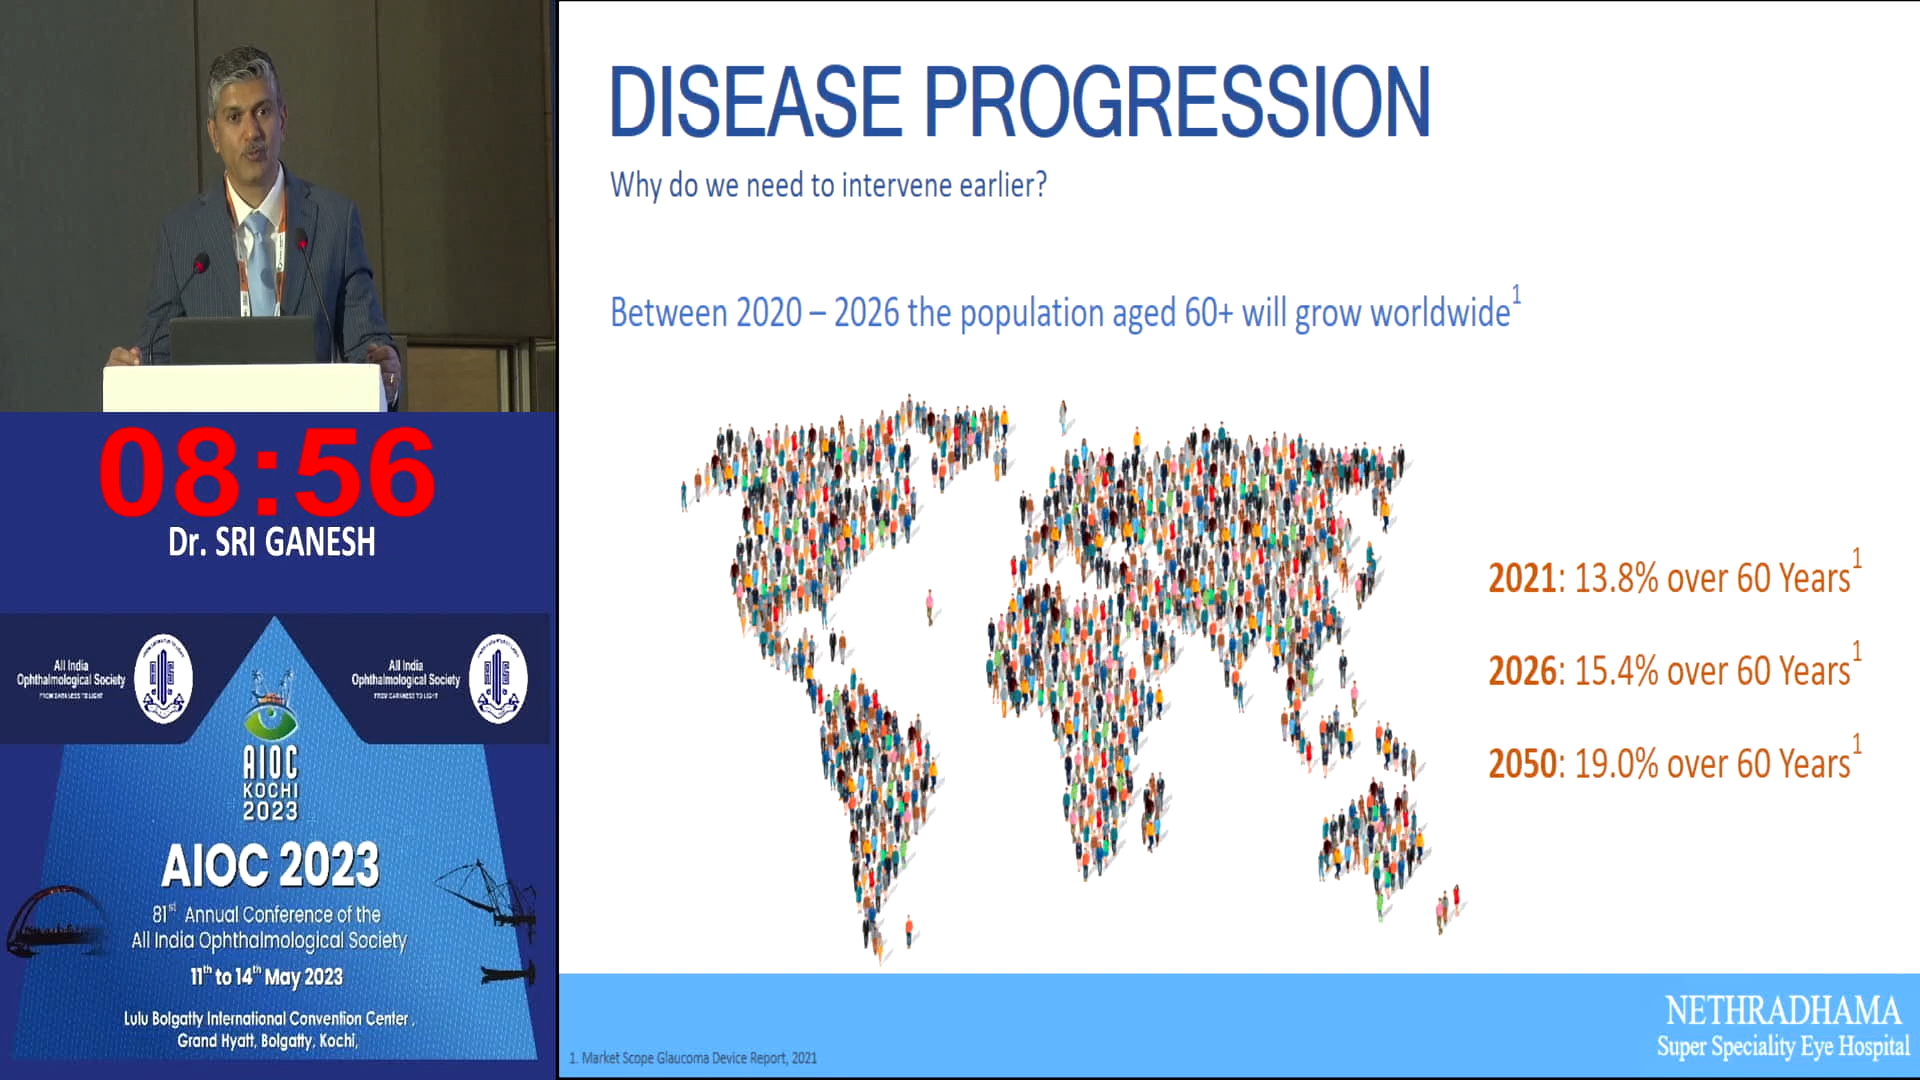 08:56
Dr. SRI GANESH
All India
Ophthalmological Society
FROM DARKNESS TO LIGHT
All India
Ophthalmological Society
FROM DARKNESS TO LIGHT
AIOC
KOCHI
2023
AIOC 2023
81st Annual Conference of the
All India Ophthalmological Society
11th to 14th May 2023
Lulu Bolgatty International Convention Center,
Grand Hyatt, Bolgatty, Kochi,
DISEASE PROGRESSION
Why do we need to intervene earlier?
Between 2020 – 2026 the population aged 60+ will grow worldwide1
2021: 13.8% over 60 Years1
2026: 15.4% over 60 Years1
2050: 19.0% over 60 Years1
1. Market Scope Glaucoma Device Report, 2021
NETHRADHAMA
Super Speciality Eye Hospital